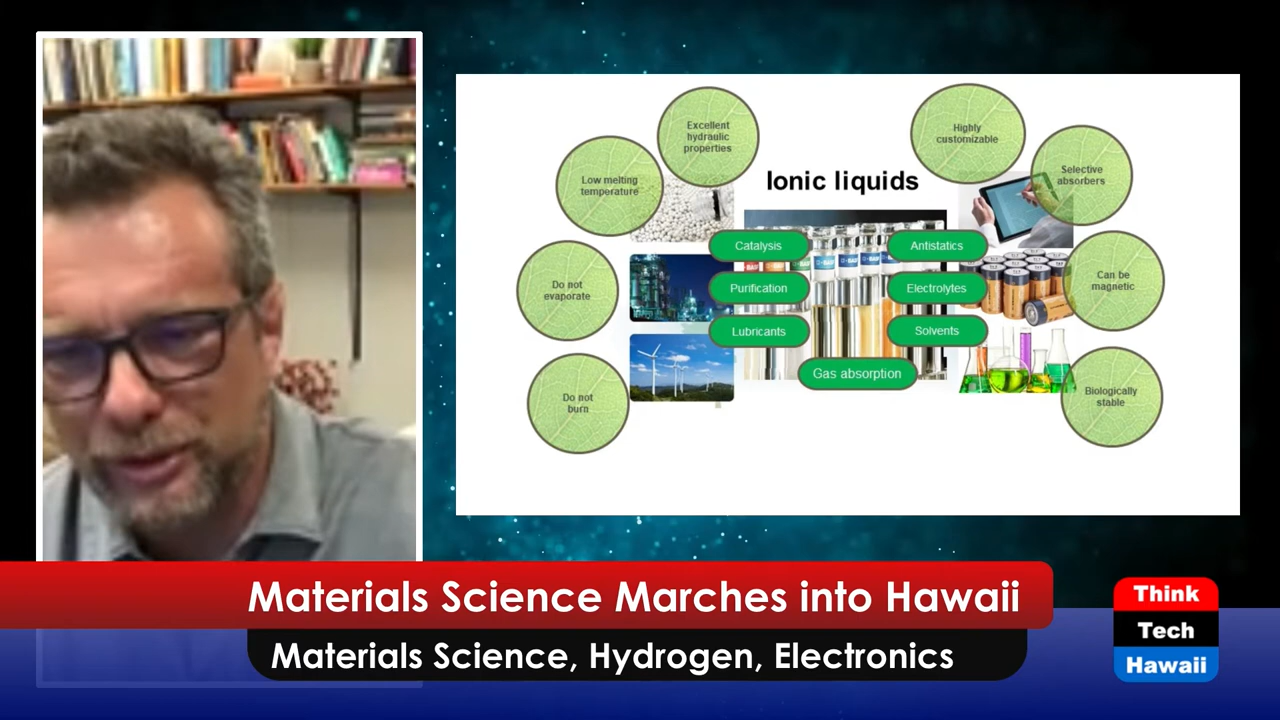 Ionic liquids
Excellent
hydraulic
properties
Low melting
temperature
Do not
evaporate
Do not
burn
Highly
customizable
Selective
absorbers
Can be
magnetic
Biologically
stable
Catalysis
Purification
Lubricants
Antistatics
Electrolytes
Solvents
Gas absorption
Materials Science Marches into Hawaii
Materials Science, Hydrogen, Electronics
Think
Tech
Hawaii